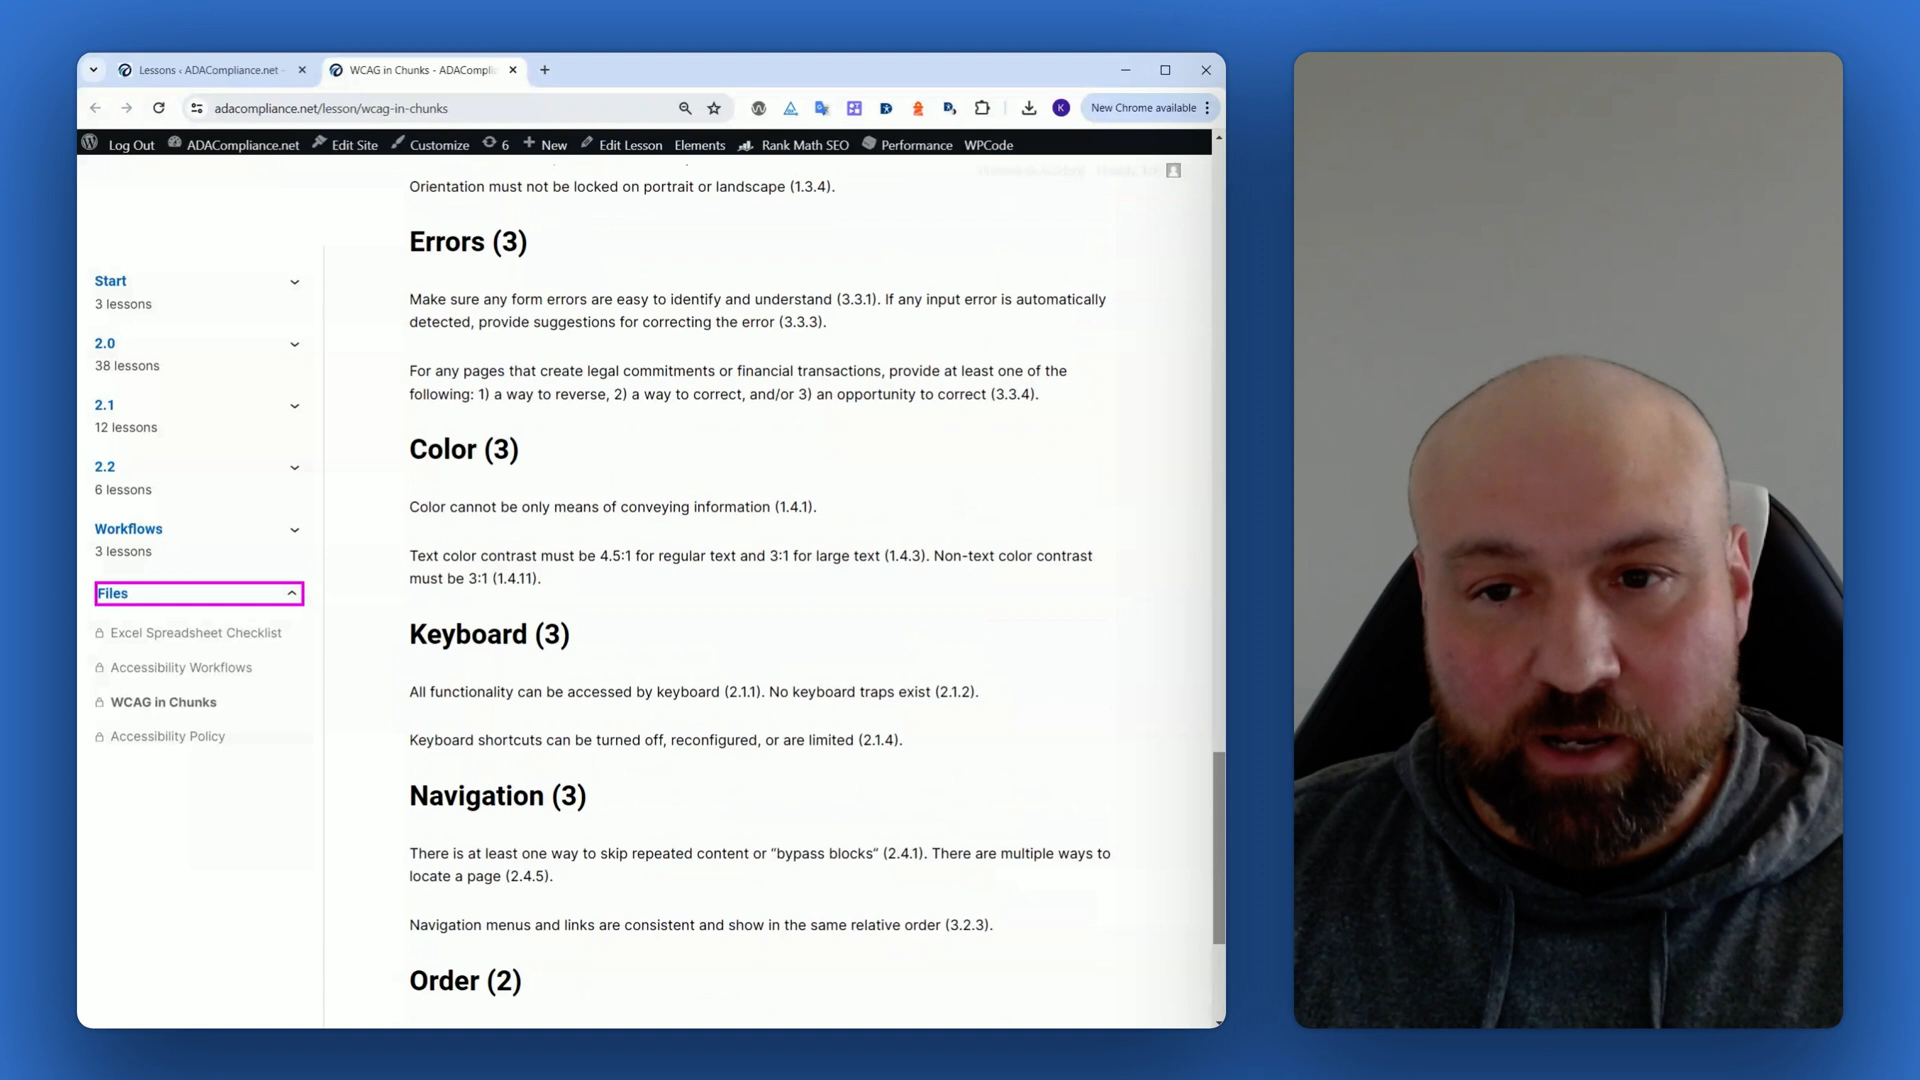 Lessons ‹ ADACompliance.net -
WCAG in Chunks - ADACompli
adacompliance.net/lesson/wcag-in-chunks
K
New Chrome available
Log Out
ADACompliance.net
Edit Site
Customize
6
New
Edit Lesson
Elements
Rank Math SEO
Performance
WPCode
Start
3 lessons
2.0
38 lessons
2.1
12 lessons
2.2
6 lessons
Workflows
3 lessons
Files
Excel Spreadsheet Checklist
Accessibility Workflows
WCAG in Chunks
Accessibility Policy
Orientation must not be locked on portrait or landscape (1.3.4).
Errors (3)
Make sure any form errors are easy to identify and understand (3.3.1). If any input error is automatically
detected, provide suggestions for correcting the error (3.3.3).
For any pages that create legal commitments or financial transactions, provide at least one of the
following: 1) a way to reverse, 2) a way to correct, and/or 3) an opportunity to correct (3.3.4).
Color (3)
Color cannot be only means of conveying information (1.4.1).
Text color contrast must be 4.5:1 for regular text and 3:1 for large text (1.4.3). Non-text color contrast
must be 3:1 (1.4.11).
Keyboard (3)
All functionality can be accessed by keyboard (2.1.1). No keyboard traps exist (2.1.2).
Keyboard shortcuts can be turned off, reconfigured, or are limited (2.1.4).
Navigation (3)
There is at least one way to skip repeated content or “bypass blocks” (2.4.1). There are multiple ways to
locate a page (2.4.5).
Navigation menus and links are consistent and show in the same relative order (3.2.3).
Order (2)